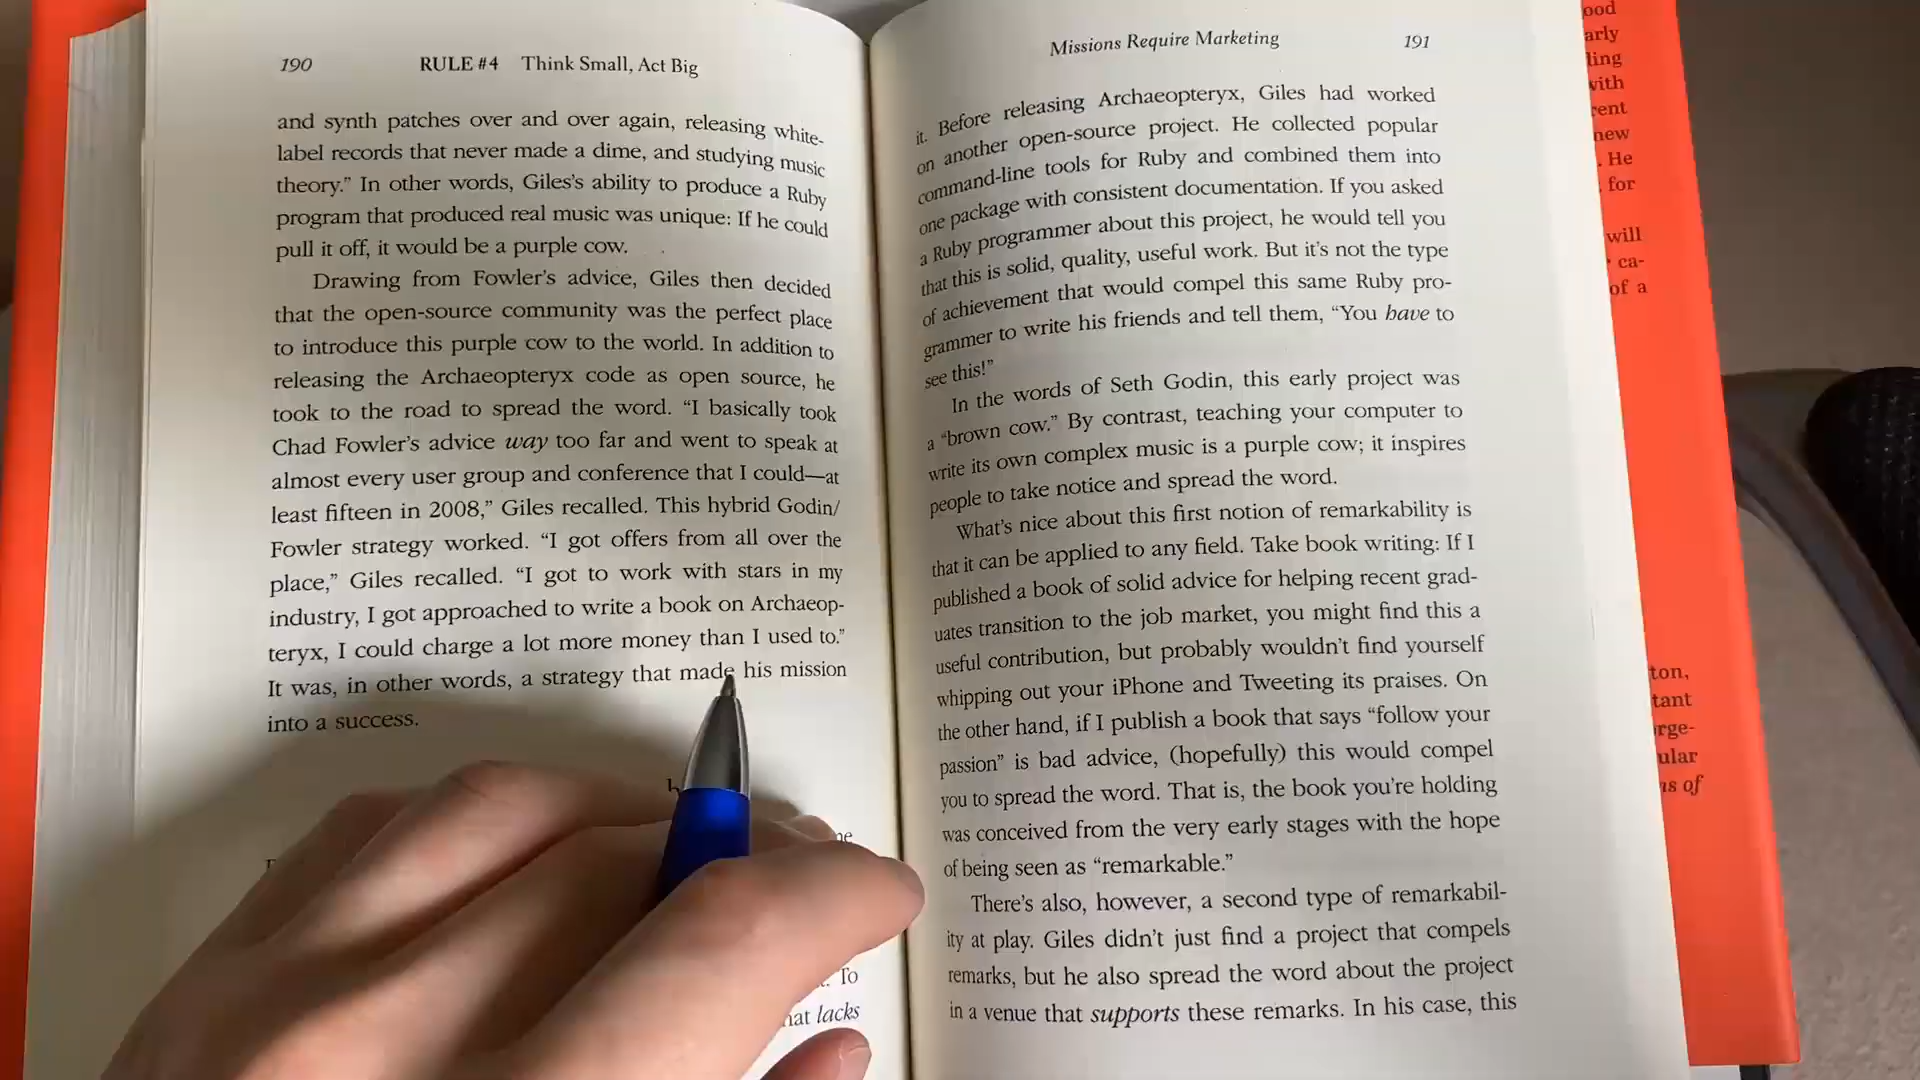 190 RULE #4 Think Small, Act Big
and synth patches over and over again, releasing white-
label records that never made a dime, and studying music
theory.” In other words, Giles’s ability to produce a Ruby
program that produced real music was unique: If he could
pull it off, it would be a purple cow.
Drawing from Fowler’s advice, Giles then decided
that the open-source community was the perfect place
to introduce this purple cow to the world. In addition to
releasing the Archaeopteryx code as open source, he
took to the road to spread the word. “I basically took
Chad Fowler’s advice way too far and went to speak at
almost every user group and conference that I could—at
least fifteen in 2008,” Giles recalled. This hybrid Godin/
Fowler strategy worked. “I got offers from all over the
place,” Giles recalled. “I got to work with stars in my
industry, I got approached to write a book on Archaeop-
teryx, I could charge a lot more money than I used to.”
It was, in other words, a strategy that made his mission
into a success.
To
lacks
Missions Require Marketing 191
it. Before releasing Archaeopteryx, Giles had worked
on another open-source project. He collected popular
command-line tools for Ruby and combined them into
one package with consistent documentation. If you asked
a Ruby programmer about this project, he would tell you
that this is solid, quality, useful work. But it’s not the type
of achievement that would compel this same Ruby pro-
grammer to write his friends and tell them, “You have to
see this!”
In the words of Seth Godin, this early project was
a “brown cow.” By contrast, teaching your computer to
write its own complex music is a purple cow; it inspires
people to take notice and spread the word.
What’s nice about this first notion of remarkability is
that it can be applied to any field. Take book writing: If I
published a book of solid advice for helping recent grad-
uates transition to the job market, you might find this a
useful contribution, but probably wouldn’t find yourself
whipping out your iPhone and Tweeting its praises. On
the other hand, if I publish a book that says “follow your
passion” is bad advice, (hopefully) this would compel
you to spread the word. That is, the book you’re holding
was conceived from the very early stages with the hope
of being seen as “remarkable.”
There’s also, however, a second type of remarkabil-
ity at play. Giles didn’t just find a project that compels
remarks, but he also spread the word about the project
in a venue that supports these remarks. In his case, this
new
. He
for
will
ca-
of a
ton,
of